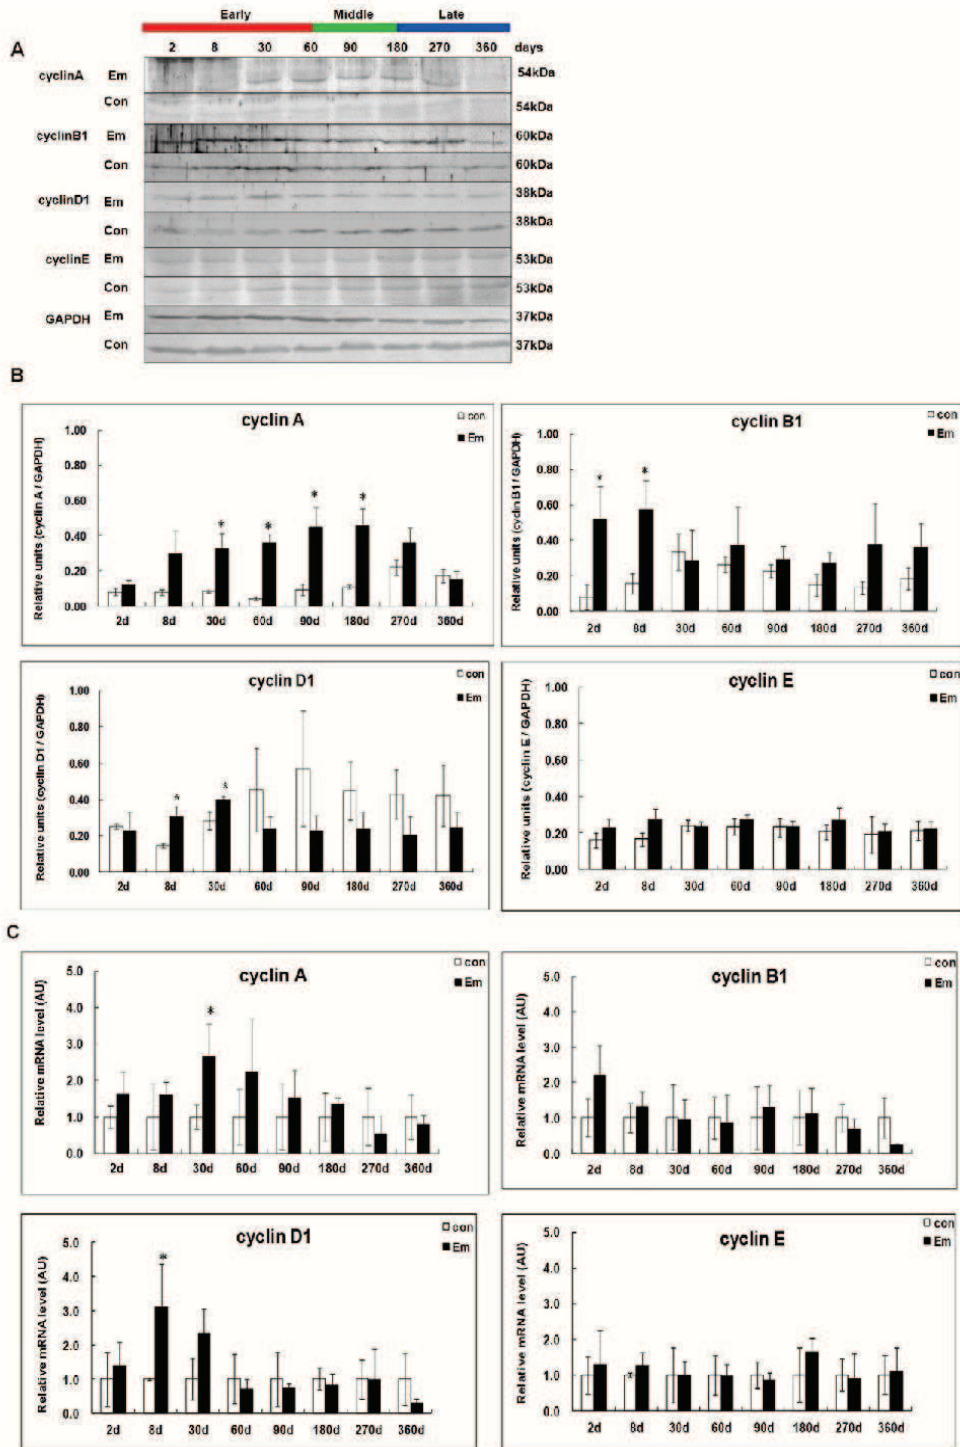 Early Middle Late
2 8 30 60 90 180 270 360 days
A
cyclinA Em 54kDa
Con 54kDa
cyclinB1 Em 60kDa
Con 60kDa
cyclinD1 Em 38kDa
Con 38kDa
cyclinE Em 53kDa
Con 53kDa
GAPDH Em 37kDa
Con 37kDa
B
cyclin A
con
Em
Relative units (cyclin A / GAPDH)
1.00
0.80
0.60
0.40
0.20
0.00
* * * *
2d 8d 30d 60d 90d 180d 270d 360d
cyclin B1
con
Em
Relative units (cyclin B1 / GAPDH)
1.00
0.80
0.60
0.40
0.20
0.00
* *
2d 8d 30d 60d 90d 180d 270d 360d
cyclin D1
con
Em
Relative units (cyclin D1 / GAPDH)
1.00
0.80
0.60
0.40
0.20
0.00
* *
2d 8d 30d 60d 90d 180d 270d 360d
cyclin E
con
Em
Relative units (cyclin E / GAPDH)
1.00
0.80
0.60
0.40
0.20
0.00
2d 8d 30d 60d 90d 180d 270d 360d
C
cyclin A
con
Em
Relative mRNA level (AU)
5.0
4.0
3.0
2.0
1.0
0.0
*
2d 8d 30d 60d 90d 180d 270d 360d
cyclin B1
con
Em
Relative mRNA level (AU)
5.0
4.0
3.0
2.0
1.0
0.0
2d 8d 30d 60d 90d 180d 270d 360d
cyclin D1
con
Em
Relative mRNA level (AU)
5.0
4.0
3.0
2.0
1.0
0.0
*
2d 8d 30d 60d 90d 180d 270d 360d
cyclin E
con
Em
Relative mRNA level (AU)
5.0
4.0
3.0
2.0
1.0
0.0
2d 8d 30d 60d 90d 180d 270d 360d